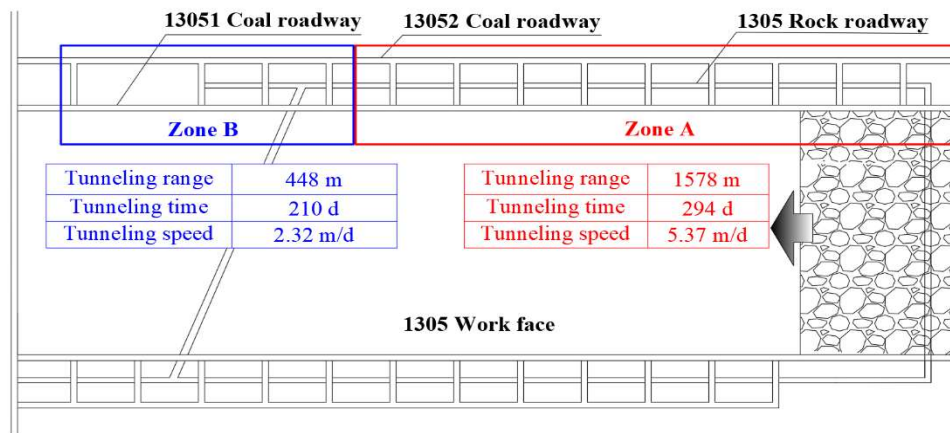 13051 Coal roadway
13052 Coal roadway
1305 Rock roadway
Zone B
Zone A
Tunneling range 448 m
Tunneling time 210 d
Tunneling speed 2.32 m/d
Tunneling range 1578 m
Tunneling time 294 d
Tunneling speed 5.37 m/d
1305 Work face